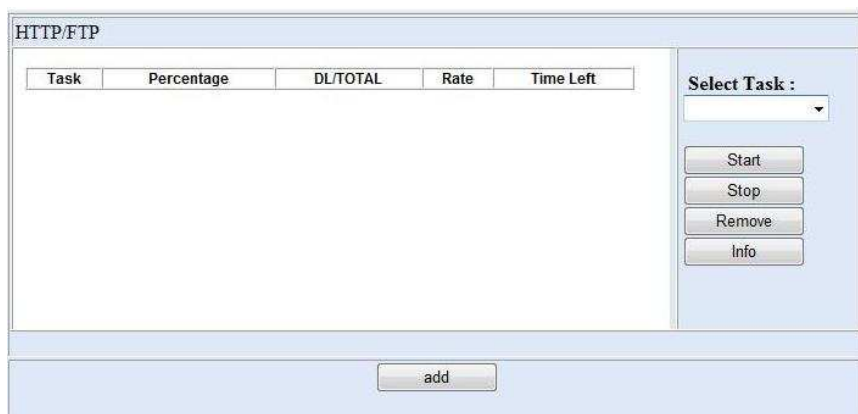 HTTP/FTP
Task Percentage DL/TOTAL Rate Time Left
Select Task :
Start
Stop
Remove
Info
add